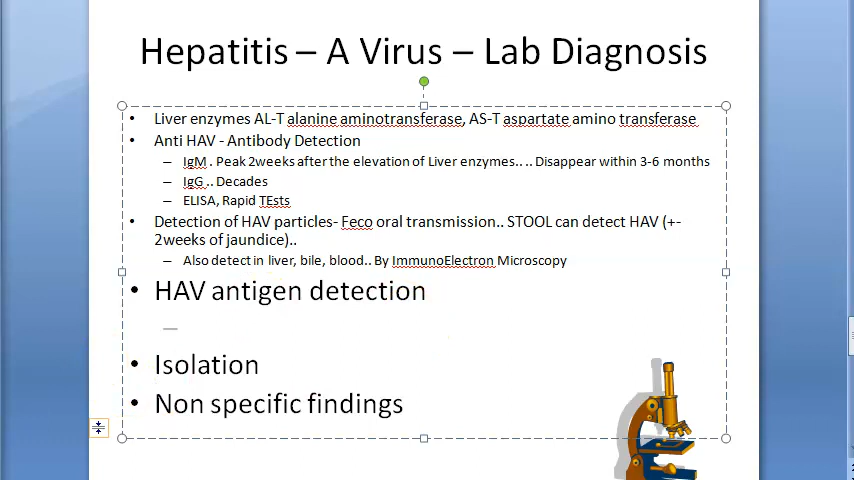 Hepatitis – A Virus – Lab Diagnosis
• Liver enzymes AL-T alanine aminotransferase, AS-T aspartate amino transferase
• Anti HAV - Antibody Detection
– IgM . Peak 2weeks after the elevation of Liver enzymes.. .. Disappear within 3-6 months
– IgG .. Decades
– ELISA, Rapid TEsts
• Detection of HAV particles- Feco oral transmission.. STOOL can detect HAV (+-
2weeks of jaundice)..
– Also detect in liver, bile, blood.. By ImmunoElectron Microscopy
• HAV antigen detection
–
• Isolation
• Non specific findings